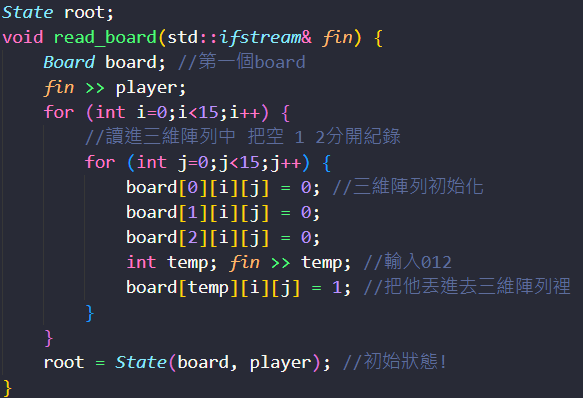 State root;
void read_board(std::ifstream& fin) {
    Board board; //第一個board
    fin >> player;
    for (int i=0;i<15;i++) {
        //讀進三維陣列中 把空 1 2分開紀錄
        for (int j=0;j<15;j++) {
            board[0][i][j] = 0; //三維陣列初始化
            board[1][i][j] = 0;
            board[2][i][j] = 0;
            int temp; fin >> temp; //輸入012
            board[temp][i][j] = 1; //把他丟進去三維陣列裡
        }
    }
    root = State(board, player); //初始狀態!
}